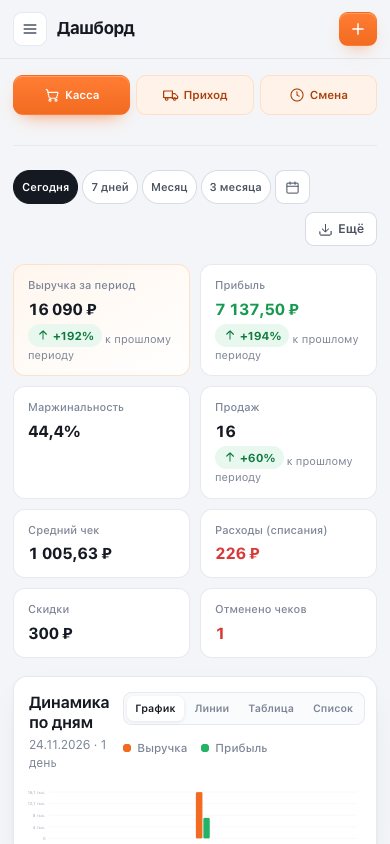 Дашборд
Касса
Приход
Смена
Сегодня
7 дней
Месяц
3 месяца
Ещё
Выручка за период
16 090 ₽
+192% к прошлому
периоду
Прибыль
7 137,50 ₽
+194% к прошлому
периоду
Маржинальность
44,4%
Продаж
16
+60% к прошлому
периоду
Средний чек
1 005,63 ₽
Расходы (списания)
226 ₽
Скидки
300 ₽
Отменено чеков
1
Динамика
по дням
24.11.2026 · 1
день
График
Линии
Таблица
Список
Выручка
Прибыль